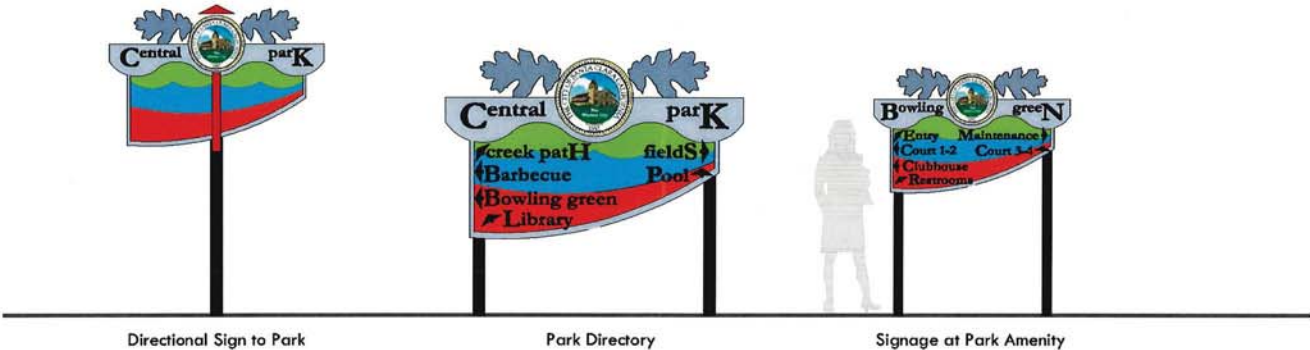 Central parK
Central parK
creek patH fieldS
Barbecue Pool
Bowling green
Library
Bowling greeN
Entry Maintenance
Court 1-2 Court 3-4
Clubhouse
Restrooms
Directional Sign to Park
Park Directory
Signage at Park Amenity